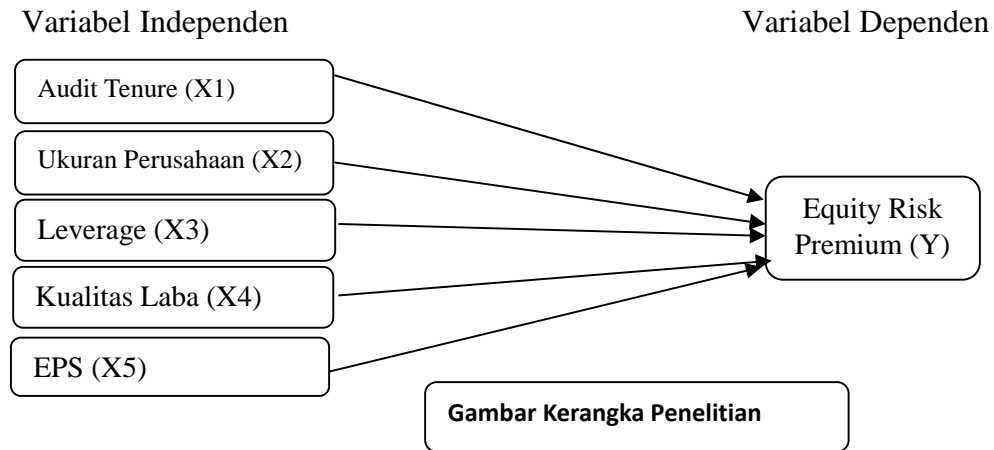 Variabel Independen
Variabel Dependen
Audit Tenure (X1)
Ukuran Perusahaan (X2)
Leverage (X3)
Kualitas Laba (X4)
EPS (X5)
Equity Risk
Premium (Y)
Gambar Kerangka Penelitian